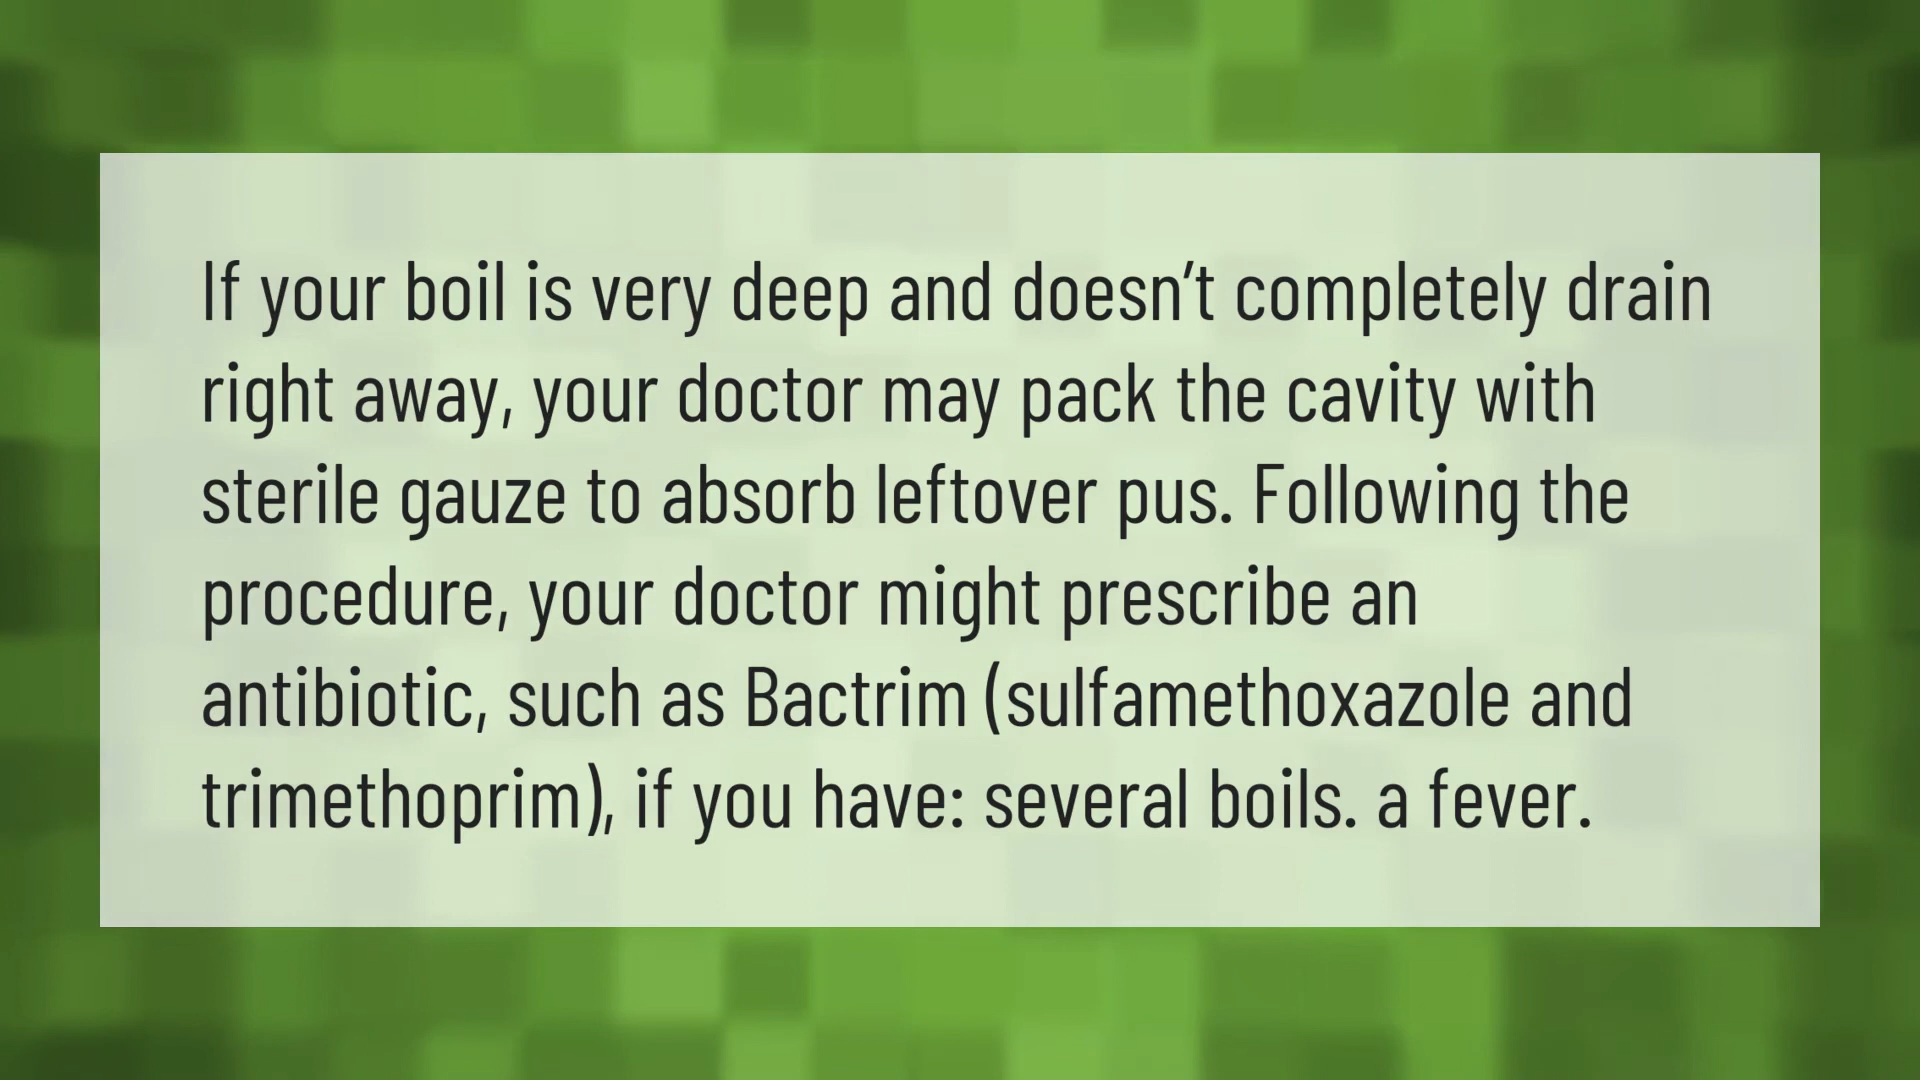 If your boil is very deep and doesn’t completely drain
right away, your doctor may pack the cavity with
sterile gauze to absorb leftover pus. Following the
procedure, your doctor might prescribe an
antibiotic, such as Bactrim (sulfamethoxazole and
trimethoprim), if you have: several boils. a fever.